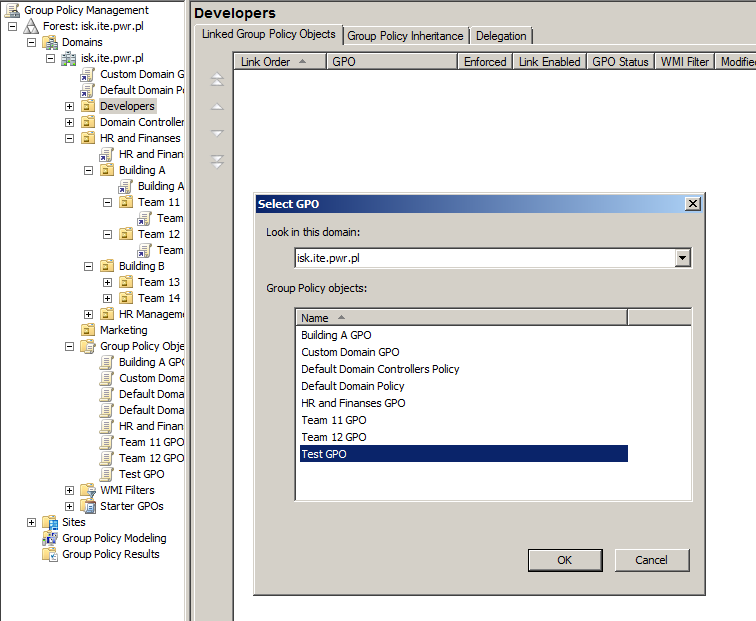 Group Policy Management
Forest: isk.ite.pwr.pl
Domains
isk.ite.pwr.pl
Custom Domain G
Default Domain P
Developers
Domain Controller
HR and Finanses
HR and Finan
Building A
Building A
Team 11
Team
Team 12
Team
Building B
Team 13
Team 14
HR Manageme
Marketing
Group Policy Obje
Building A GPO
Custom Doma
Default Doma
Default Doma
HR and Finan
Team 11 GPO
Team 12 GPO
Test GPO
WMI Filters
Starter GPOs
Sites
Group Policy Modeling
Group Policy Results
Developers
Linked Group Policy Objects Group Policy Inheritance Delegation
Link Order GPO Enforced Link Enabled GPO Status WMI Filter Modified
Select GPO
Look in this domain:
isk.ite.pwr.pl
Group Policy objects:
Name
Building A GPO
Custom Domain GPO
Default Domain Controllers Policy
Default Domain Policy
HR and Finanses GPO
Team 11 GPO
Team 12 GPO
Test GPO
OK Cancel